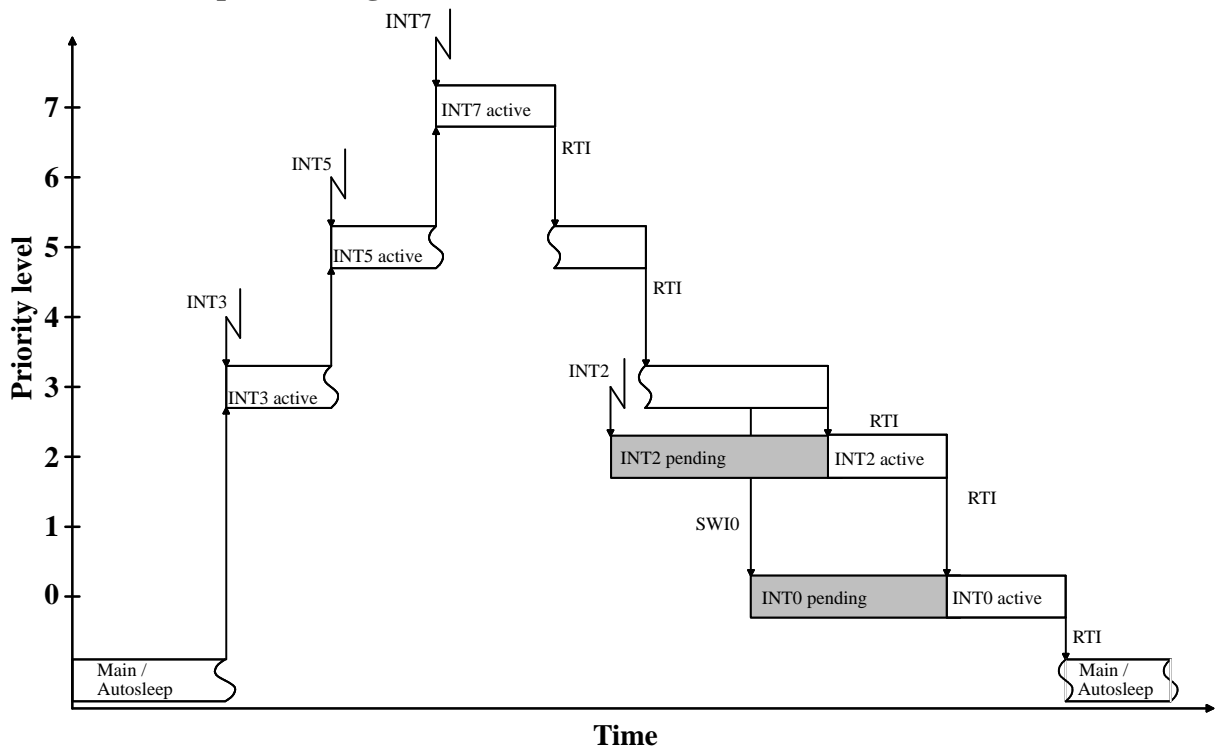 INT7
7
INT7 active
RTI
INT5
6
5
INT5 active
RTI
INT3
4
Priority level
3
INT3 active
INT2
RTI
2
INT2 pending
INT2 active
RTI
1
SWI0
0
INT0 pending
INT0 active
RTI
Main /
Autosleep
Main /
Autosleep
Time